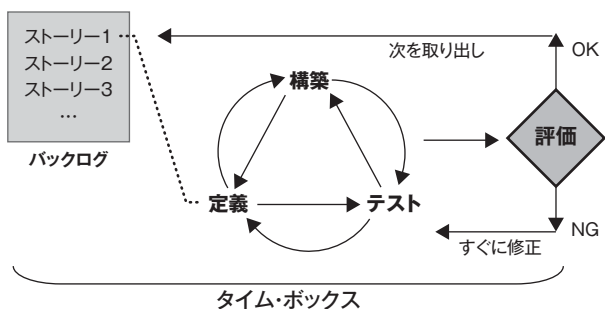 ストーリー1
ストーリー2
ストーリー3
…
バックログ
次を取り出し
OK
構築
評価
定義
テスト
NG
すぐに修正
タイム・ボックス